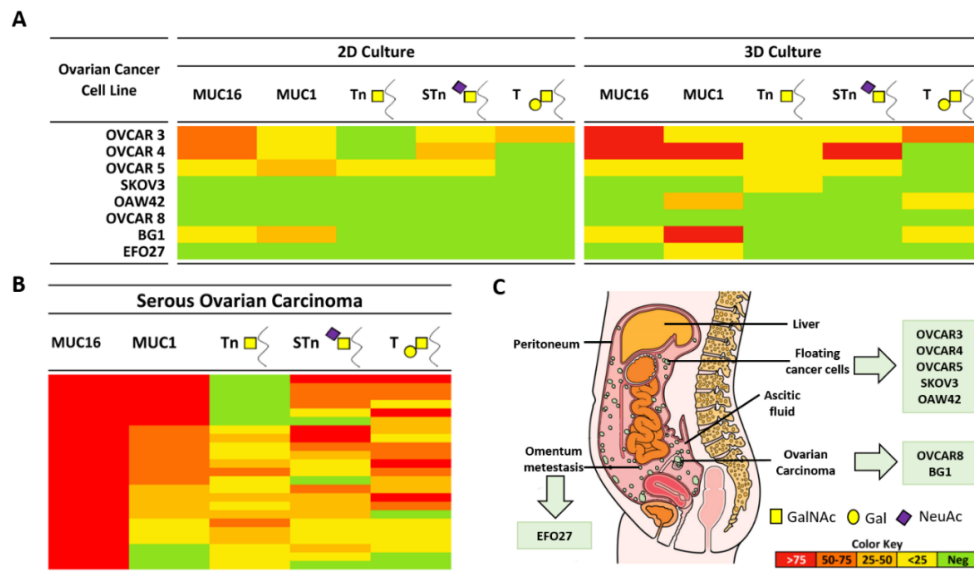 A
Ovarian Cancer
Cell Line
2D Culture
3D Culture
MUC16 MUC1 Tn STn T
MUC16 MUC1 Tn STn T
OVCAR 3
OVCAR 4
OVCAR 5
SKOV3
OAW42
OVCAR 8
BG1
EFO27
B
Serous Ovarian Carcinoma
MUC16 MUC1 Tn STn T
C
Peritoneum
Liver
Floating
cancer cells
Ascitic
fluid
Omentum
metastasis
Ovarian
Carcinoma
OVCAR3
OVCAR4
OVCAR5
SKOV3
OAW42
OVCAR8
BG1
EFO27
GalNAc Gal NeuAc
Color Key
>75 50-75 25-50 <25 Neg